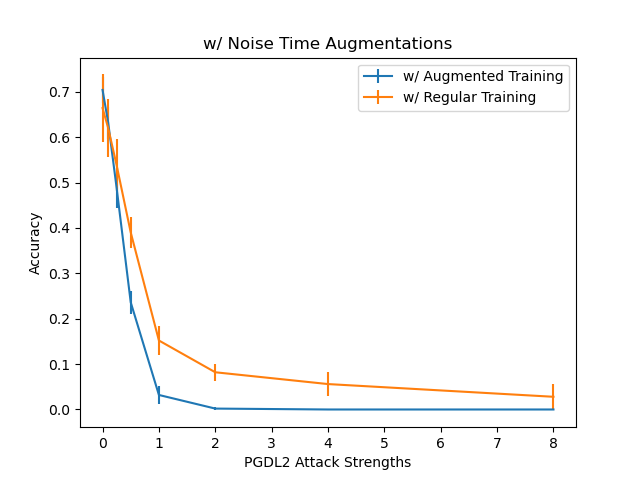 w/ Noise Time Augmentations
w/ Augmented Training
w/ Regular Training
Accuracy
0.7
0.6
0.5
0.4
0.3
0.2
0.1
0.0
0 1 2 3 4 5 6 7 8
PGDL2 Attack Strengths